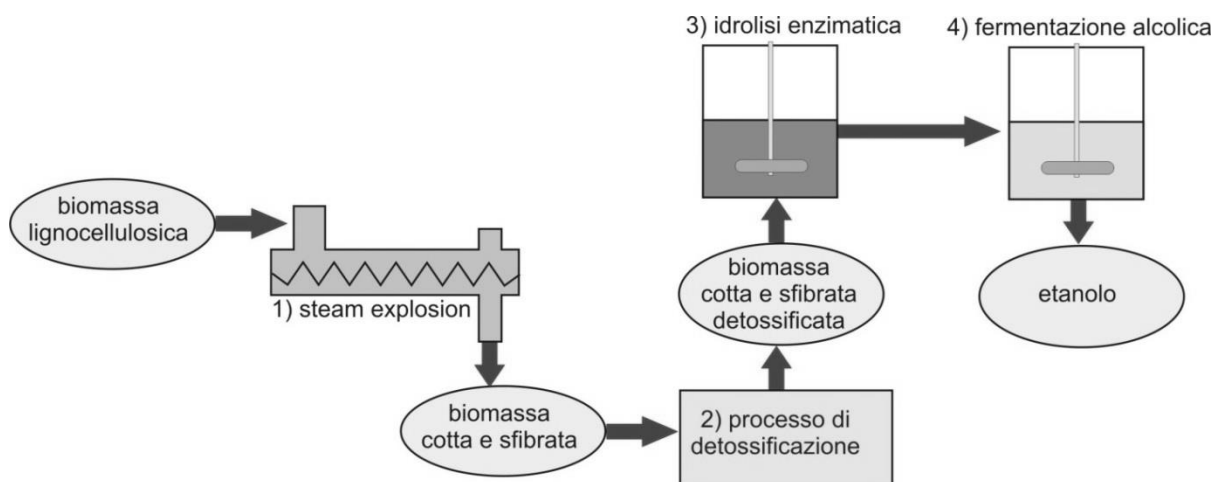 3) idrolisi enzimatica
4) fermentazione alcolica
biomassa
lignocellulosica
1) steam explosion
biomassa
cotta e sfibrata
2) processo di
detossificazione
biomassa
cotta e sfibrata
detossificata
etanolo